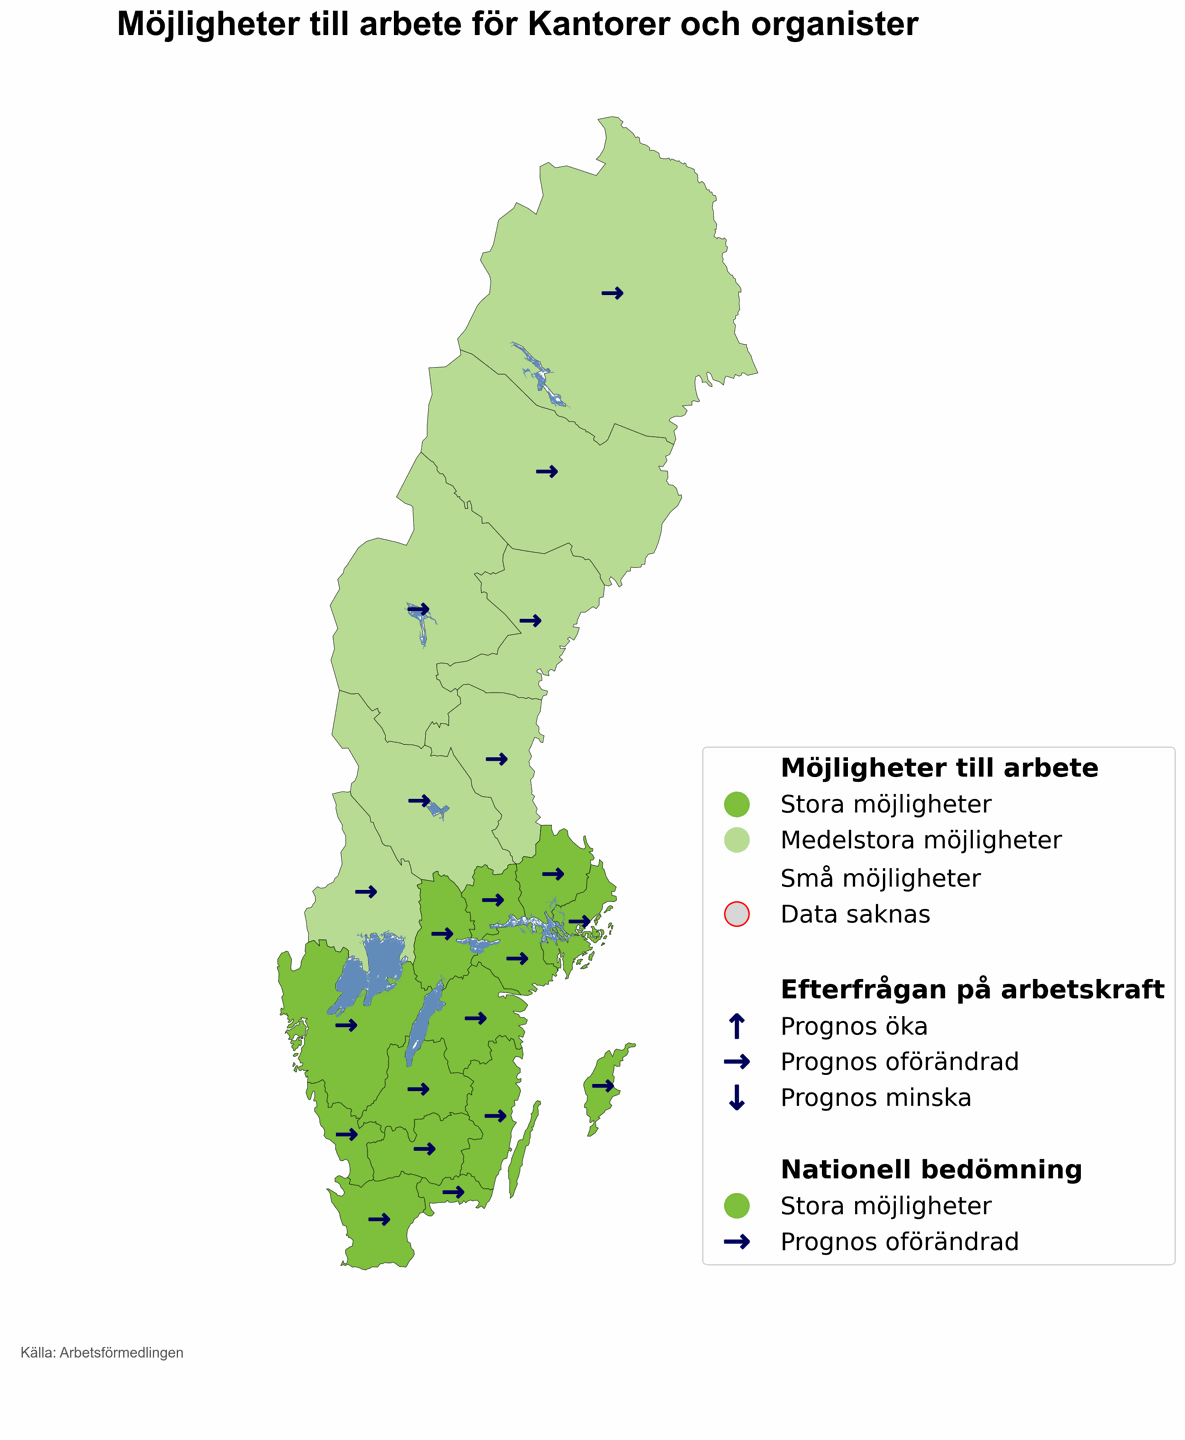 Möjligheter till arbete för Kantorer och organister
Möjligheter till arbete
Stora möjligheter
Medelstora möjligheter
Små möjligheter
Data saknas
Efterfrågan på arbetskraft
Prognos öka
Prognos oförändrad
Prognos minska
Nationell bedömning
Stora möjligheter
Prognos oförändrad
Källa: Arbetsförmedlingen